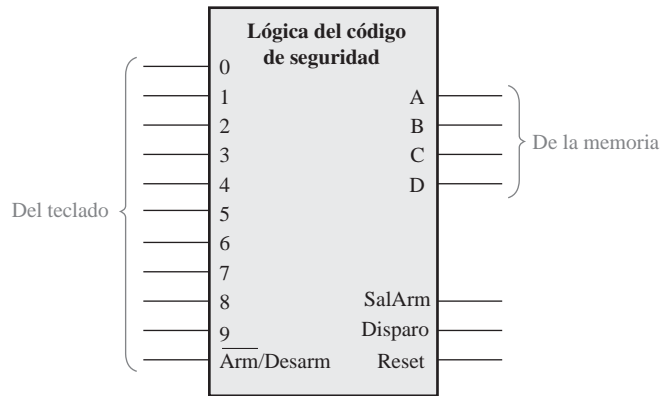 Lógica del código
de seguridad
Del teclado
0
1
2
3
4
5
6
7
8
9
Arm/Desarm
A
B
C
D
De la memoria
SalArm
Disparo
Reset